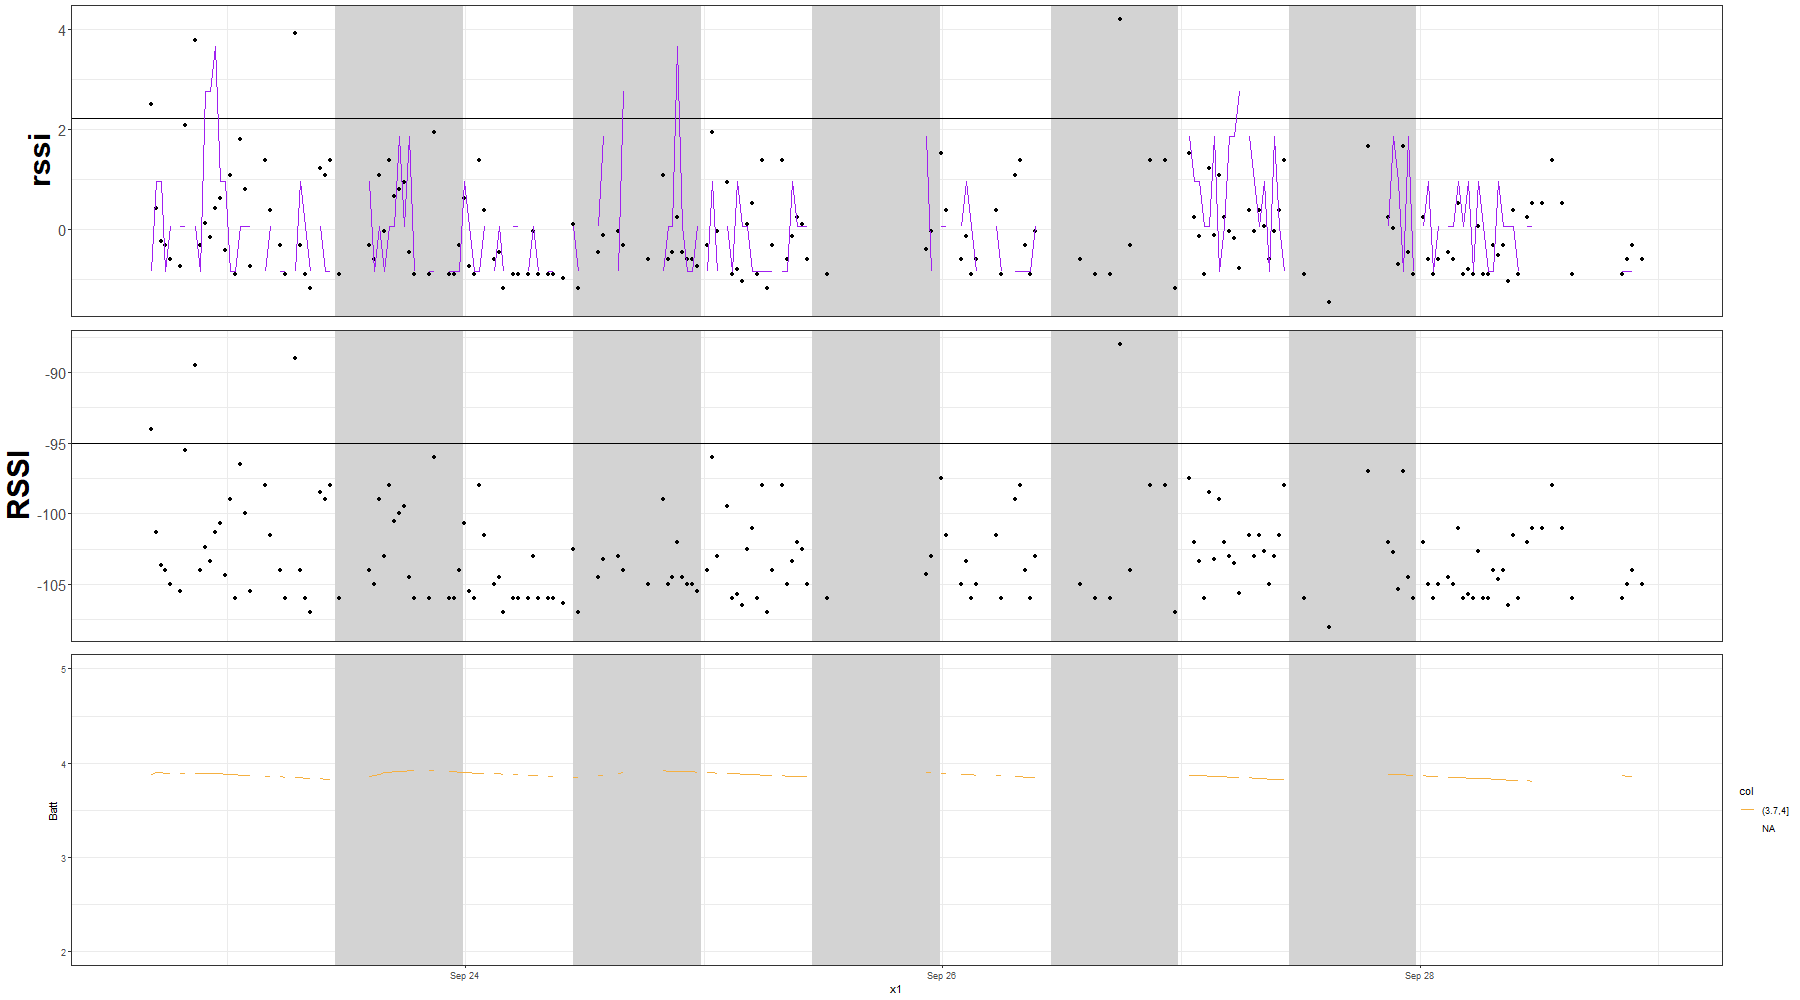 rssi
4
2
0
RSSI
-90
-95
-100
-105
Batt
5
4
3
2
Sep 24
Sep 26
Sep 28
x1
col
(3.7,4]
NA